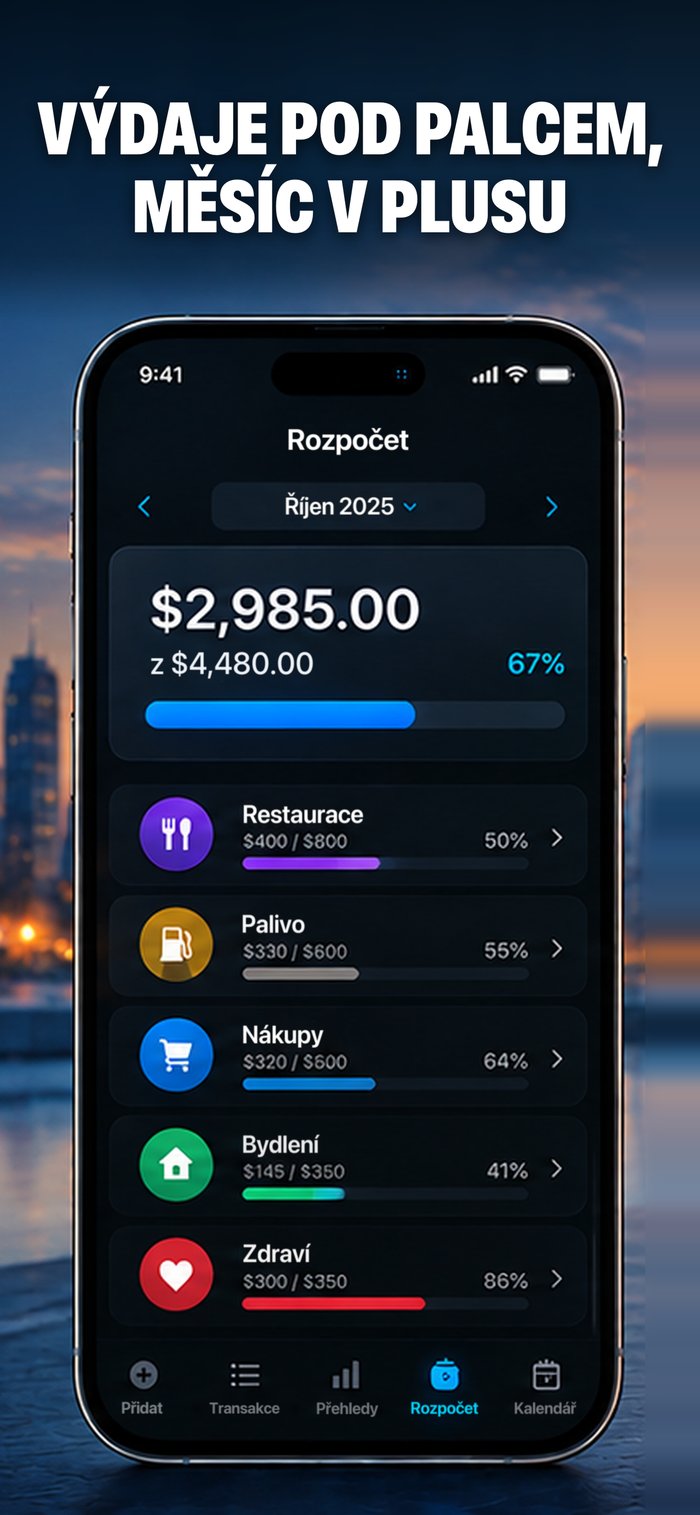 VÝDAJE POD PALCEM,
MĚSÍC V PLUSU
9:41
Rozpočet
Říjen 2025
$2,985.00
z $4,480.00
67%
Restaurace
$400 / $800
50%
Palivo
$330 / $600
55%
Nákupy
$320 / $600
64%
Bydlení
$145 / $350
41%
Zdraví
$300 / $350
86%
Přidat
Transakce
Přehledy
Rozpočet
Kalendář